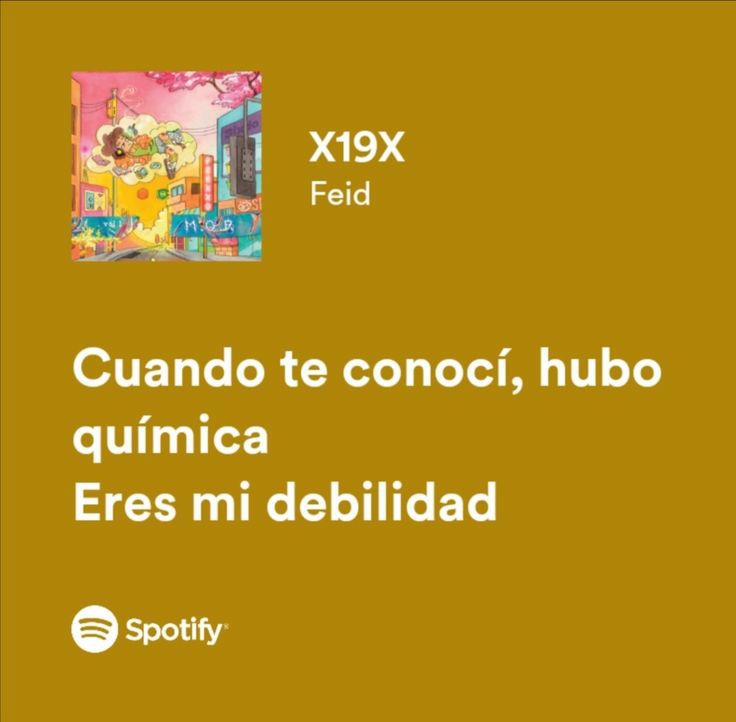 X19X
Feid
M.O.R
Cuando te conocí, hubo
química
Eres mi debilidad
Spotify®